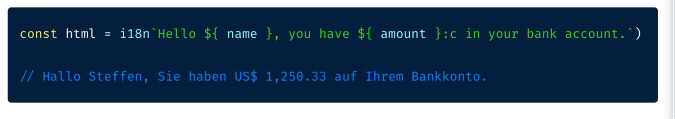 const html = i18n`Hello ${ name }, you have ${ amount }:c in your bank account.`)
// Hallo Steffen, Sie haben US$ 1,250.33 auf Ihrem Bankkonto.